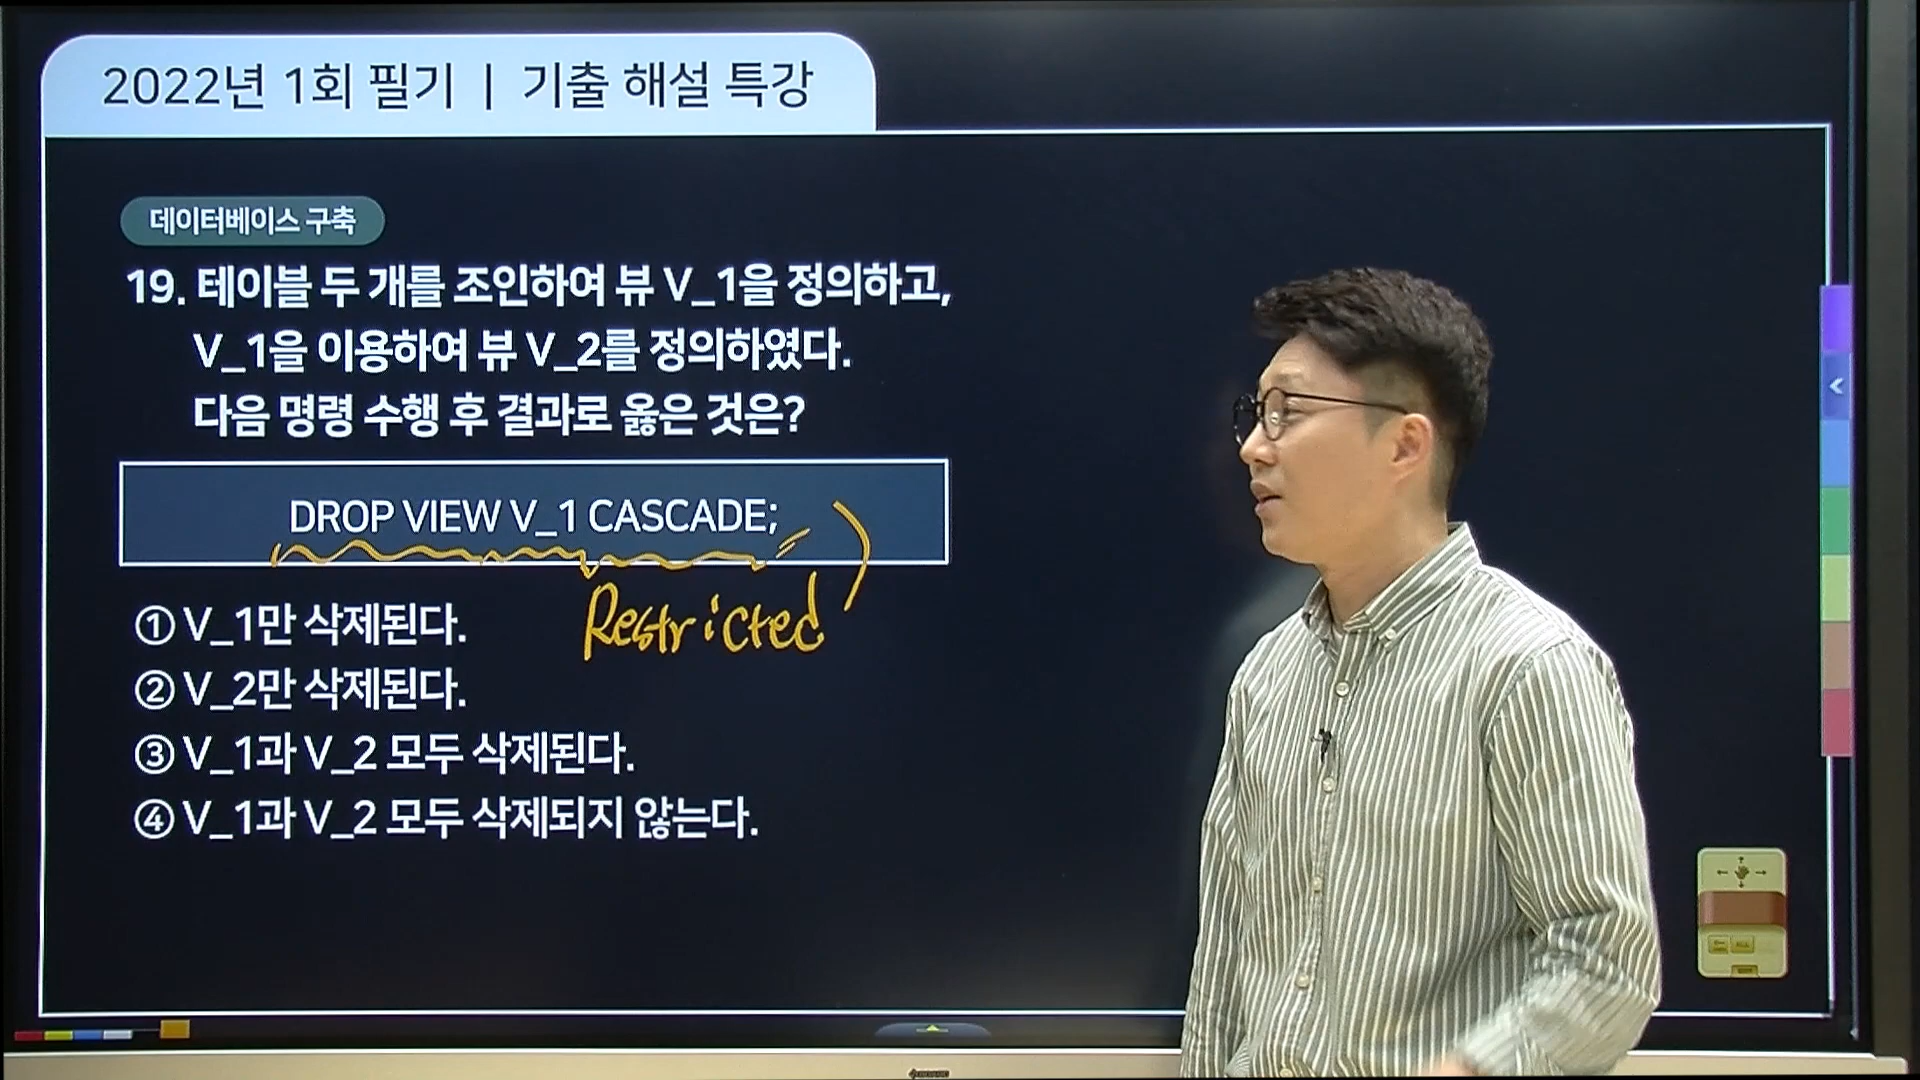 2022년 1회 필기 | 기출 해설 특강
데이터베이스 구축
19. 테이블 두 개를 조인하여 뷰 V_1을 정의하고,
V_1을 이용하여 뷰 V_2를 정의하였다.
다음 명령 수행 후 결과로 옳은 것은?
DROP VIEW V_1 CASCADE;
Restricted
① V_1만 삭제된다.
② V_2만 삭제된다.
③ V_1과 V_2 모두 삭제된다.
④ V_1과 V_2 모두 삭제되지 않는다.